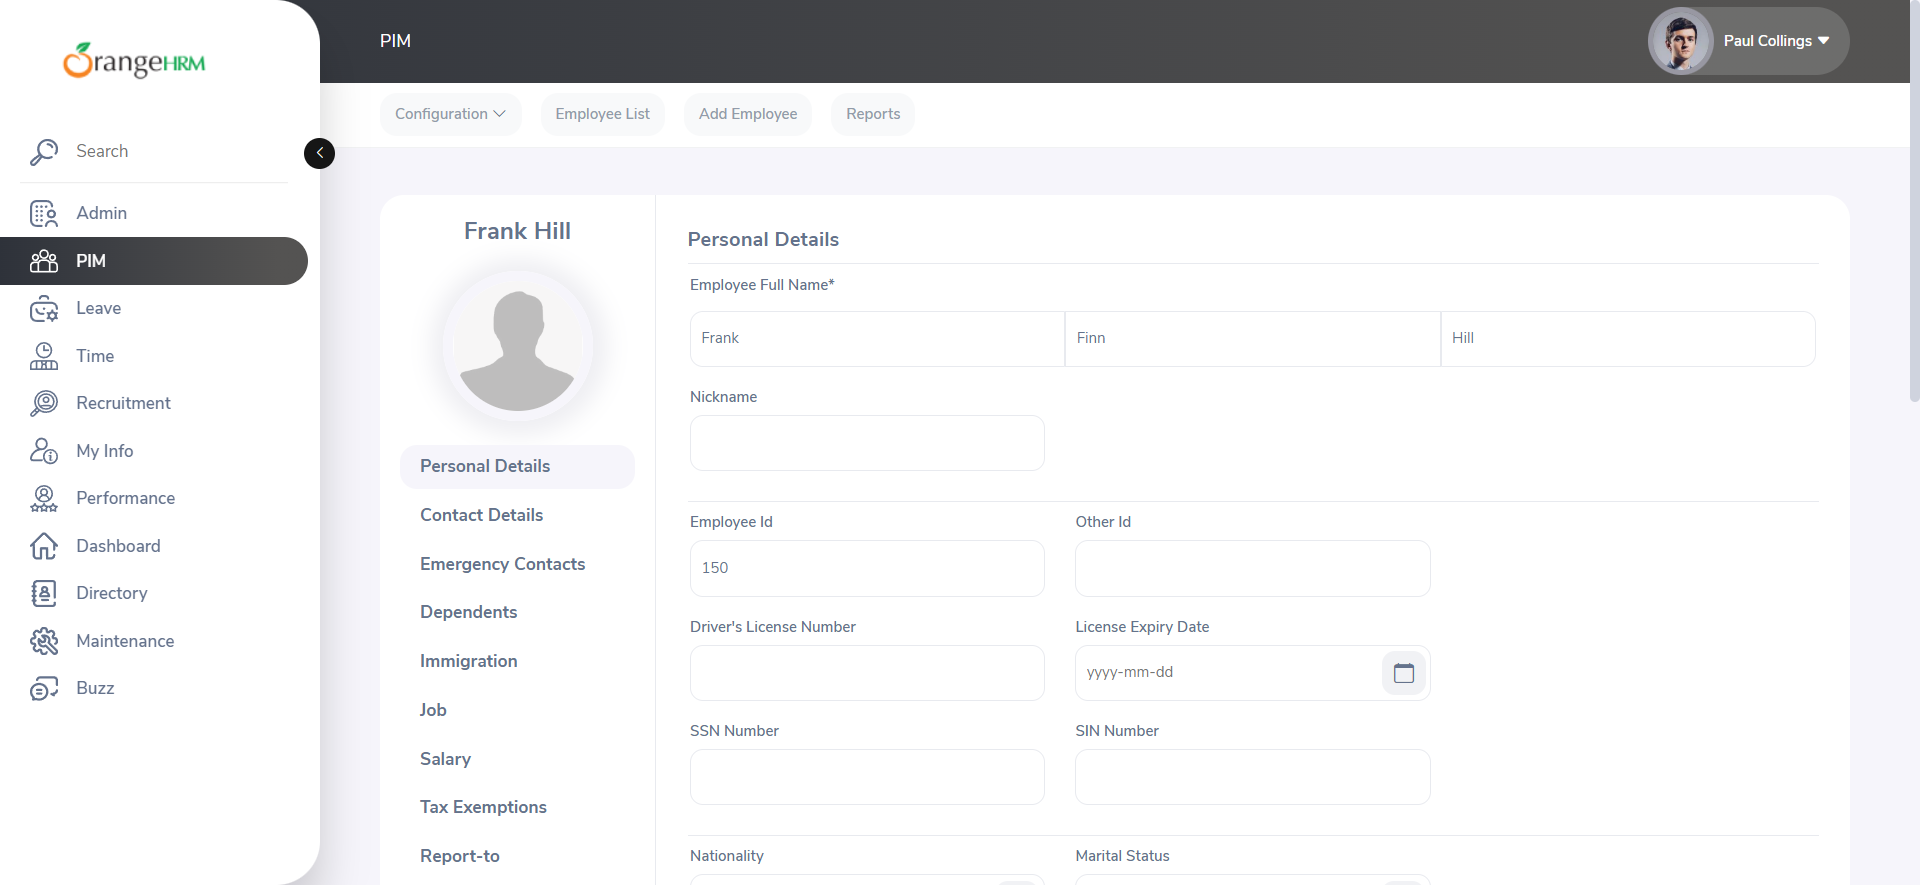 OrangeHRM
PIM
Paul Collings
Configuration
Employee List
Add Employee
Reports
Search
Admin
PIM
Leave
Time
Recruitment
My Info
Performance
Dashboard
Directory
Maintenance
Buzz
Frank Hill
Personal Details
Contact Details
Emergency Contacts
Dependents
Immigration
Job
Salary
Tax Exemptions
Report-to
Personal Details
Employee Full Name*
Frank
Finn
Hill
Nickname
Employee Id
Other Id
150
Driver's License Number
License Expiry Date
yyyy-mm-dd
SSN Number
SIN Number
Nationality
Marital Status